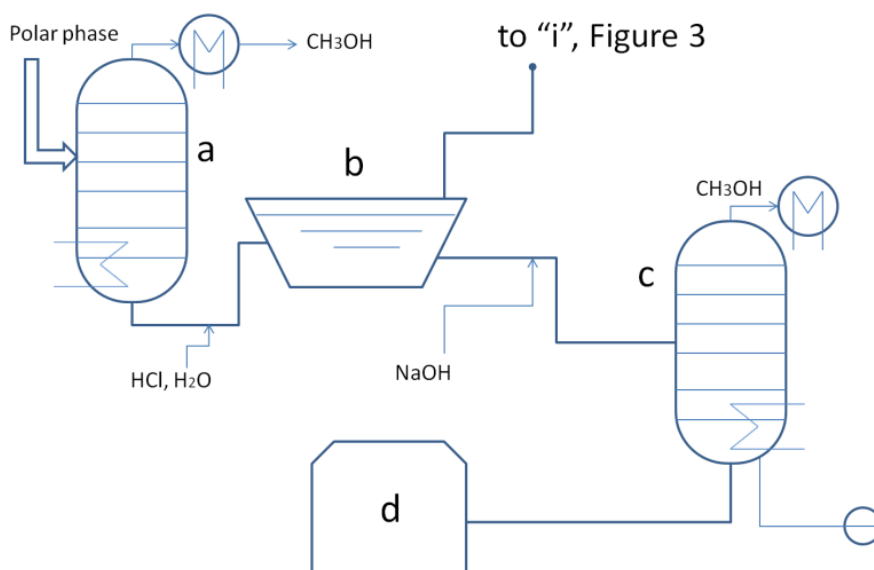 Polar phase
CH3OH
to “i”, Figure 3
a
b
CH3OH
c
HCl, H2O
NaOH
d